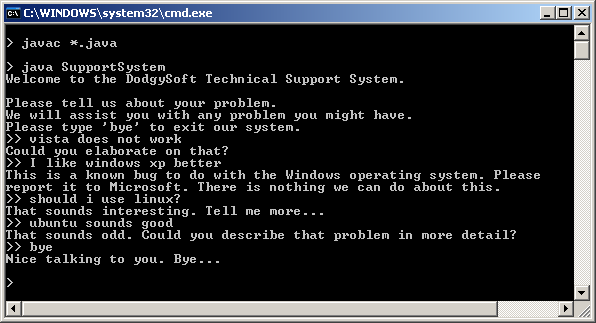 C:\WINDOWS\system32\cmd.exe
> javac *.java
> java SupportSystem
Welcome to the DodgySoft Technical Support System.
Please tell us about your problem.
We will assist you with any problem you might have.
Please type 'bye' to exit our system.
>> vista does not work
Could you elaborate on that?
>> I like windows xp better
This is a known bug to do with the Windows operating system. Please
report it to Microsoft. There is nothing we can do about this.
>> should i use linux?
That sounds interesting. Tell me more...
>> ubuntu sounds good
That sounds odd. Could you describe that problem in more detail?
>> bye
Nice talking to you. Bye...
>